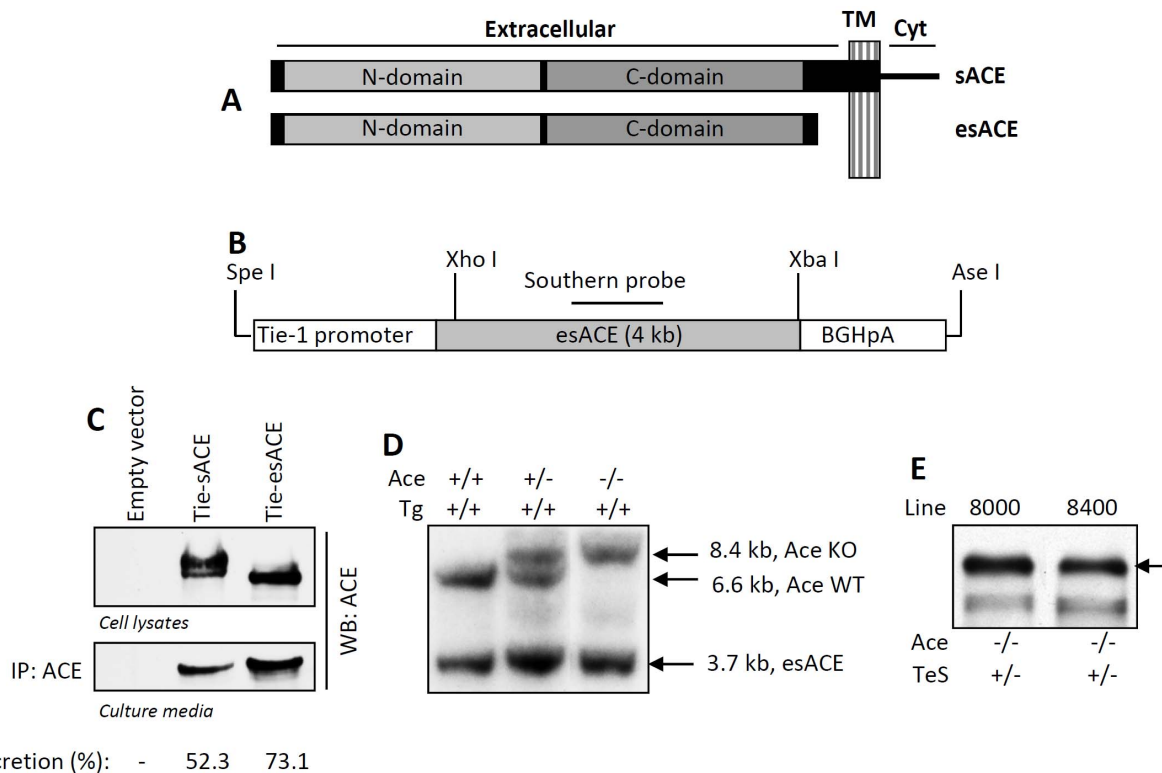 Extracellular TM Cyt
A
N-domain C-domain sACE
N-domain C-domain esACE
B
Spe I Xho I Southern probe Xba I Ase I
Tie-1 promoter esACE (4 kb) BGHpA
C
Empty vector
Tie-sACE
Tie-esACE
Cell lysates
IP: ACE
Culture media
WB: ACE
cretion (%): - 52.3 73.1
D
Ace +/+ +/- -/-
Tg +/+ +/+ +/+
8.4 kb, Ace KO
6.6 kb, Ace WT
3.7 kb, esACE
E
Line 8000 8400
Ace -/- -/-
TeS +/- +/-